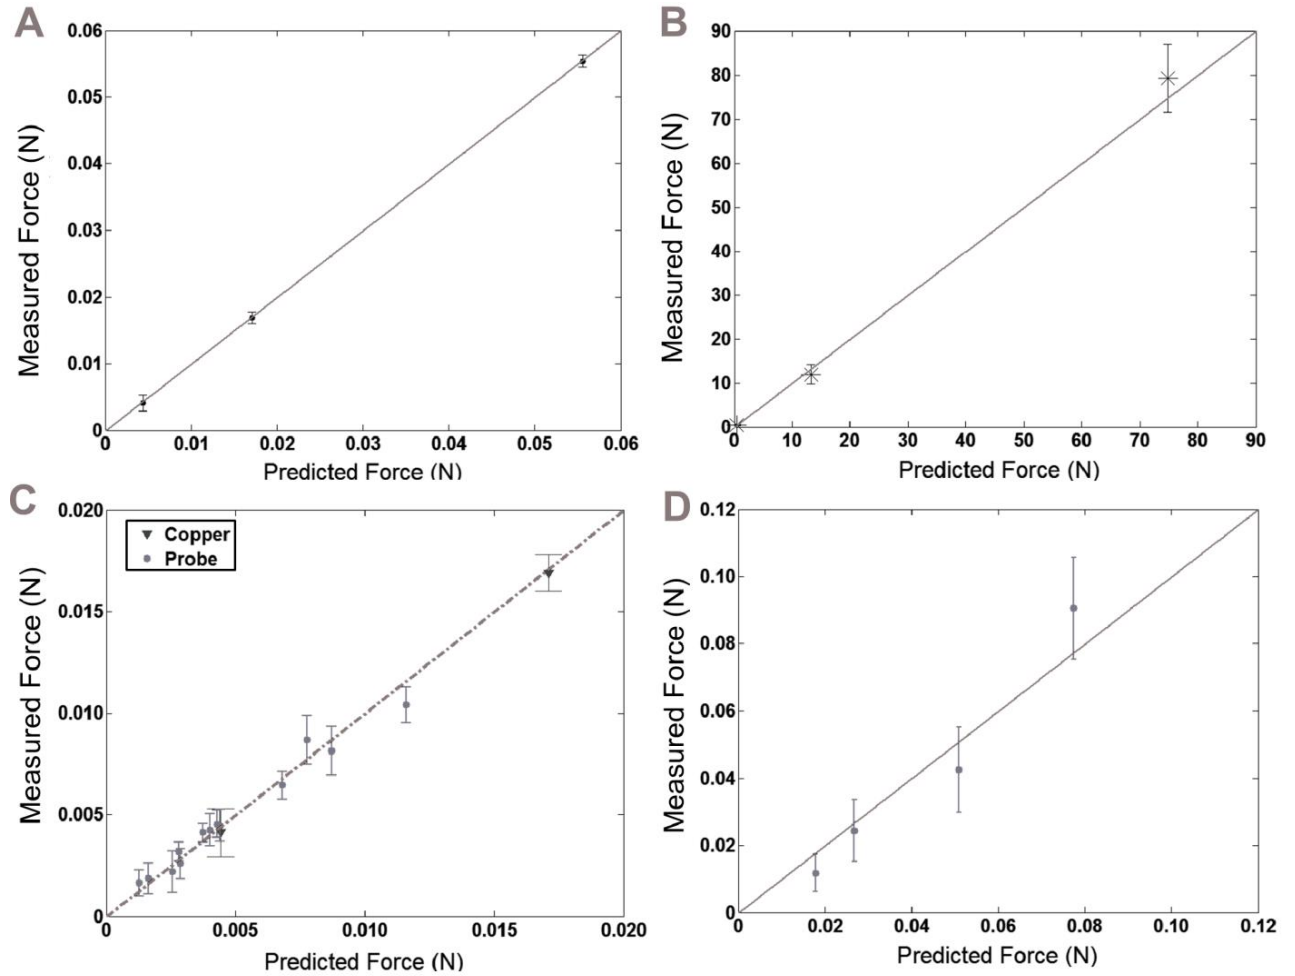 A
0.06
0.05
0.04
0.03
0.02
0.01
0
Measured Force (N)
0 0.01 0.02 0.03 0.04 0.05 0.06
Predicted Force (N)
B
90
80
70
60
50
40
30
20
10
0
Measured Force (N)
0 10 20 30 40 50 60 70 80 90
Predicted Force (N)
C
0.020
0.015
0.010
0.005
0
Measured Force (N)
Copper
Probe
0 0.005 0.010 0.015 0.020
Predicted Force (N)
D
0.12
0.10
0.08
0.06
0.04
0.02
0
Measured Force (N)
0 0.02 0.04 0.06 0.08 0.10 0.12
Predicted Force (N)